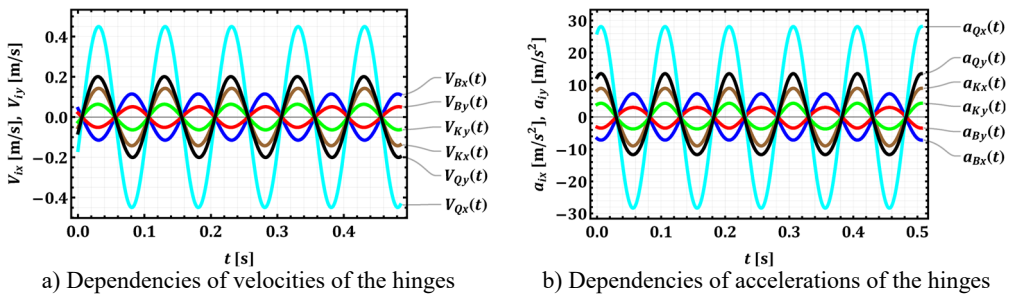 V_ix [m/s], V_iy [m/s]
0.4
0.2
0.0
−0.2
−0.4
0.0 0.1 0.2 0.3 0.4
t [s]
V_Bx(t)
V_By(t)
V_Ky(t)
V_Kx(t)
V_Qy(t)
V_Qx(t)
a) Dependencies of velocities of the hinges
a_ix [m/s²], a_iy [m/s²]
30
20
10
0
−10
−20
−30
0.0 0.1 0.2 0.3 0.4 0.5
t [s]
a_Qx(t)
a_Qy(t)
a_Kx(t)
a_Ky(t)
a_By(t)
a_Bx(t)
b) Dependencies of accelerations of the hinges